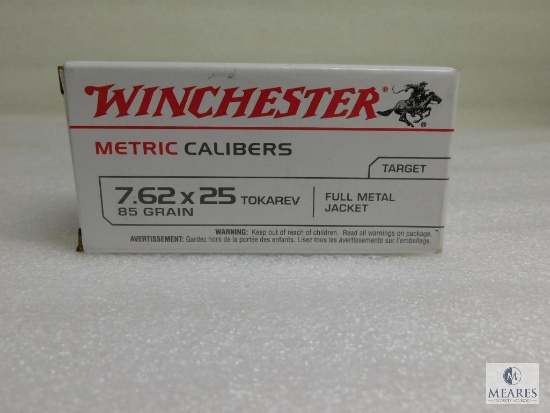 WINCHESTER
METRIC CALIBERS
TARGET
7.62 x 25 TOKAREV
85 GRAIN
FULL METAL
JACKET
WARNING: Keep out of reach of children. Read all warnings on package.
AVERTISSEMENT: Gardez hors de la portée des enfants. Lisez tous les avertissements sur l'emballage.
M
MEARES